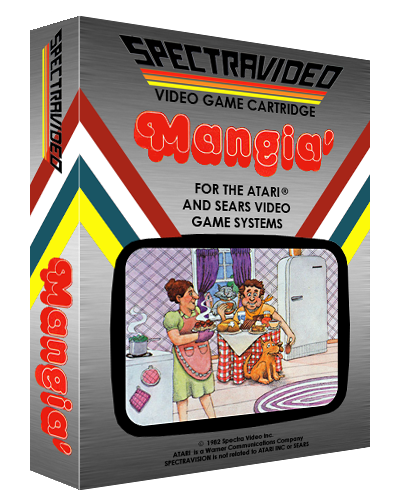 SPECTRAVIDEO
VIDEO GAME CARTRIDGE
Mangia'
FOR THE ATARI®
AND SEARS VIDEO
GAME SYSTEMS
© 1982 Spectra Video Inc.
ATARI is a Warner Communications Company
SPECTRAVISION is not related to ATARI INC or SEARS
SPECTRAVIDEO
Mangia'